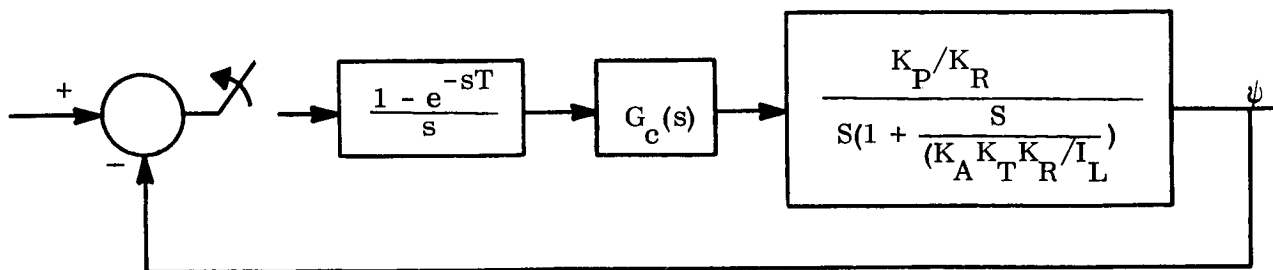 +
-
1 - e^{-sT}
s
G_c(s)
K_P/K_R
S(1 + S
(K_A K_T K_R/I_L)
)
ψ